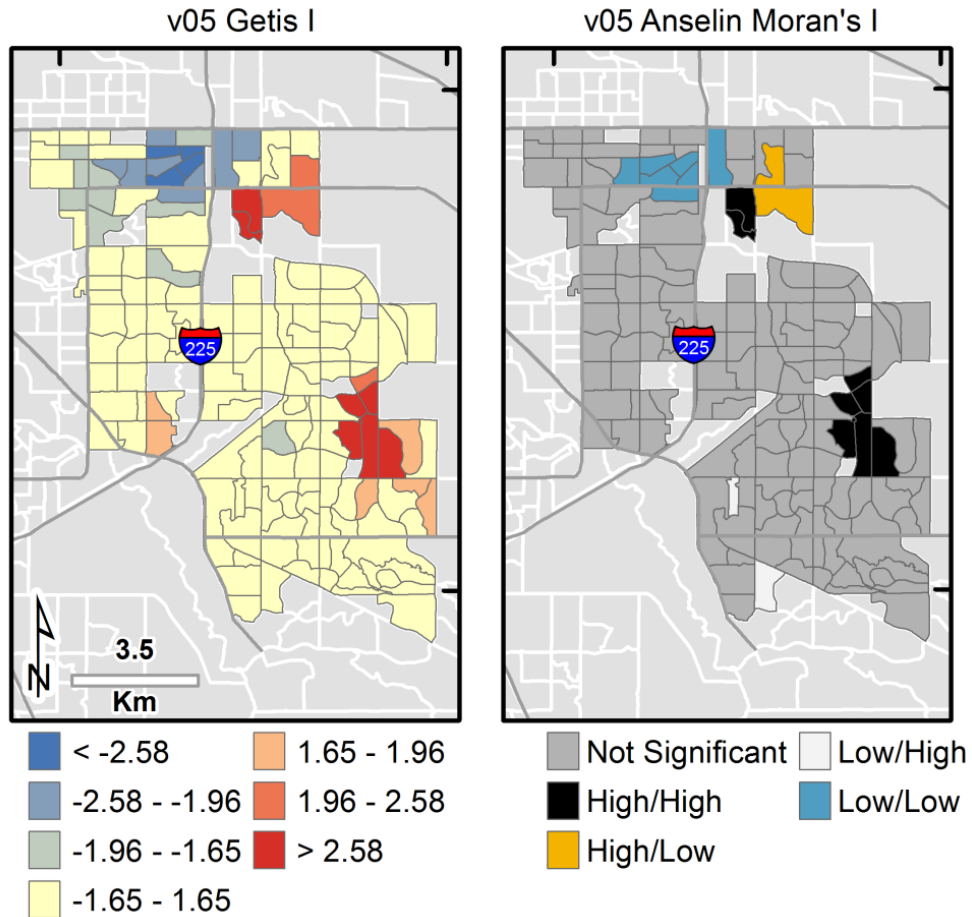 v05 Getis I
v05 Anselin Moran's I
225
225
3.5
Km
N
< -2.58
-2.58 - -1.96
-1.96 - -1.65
-1.65 - 1.65
1.65 - 1.96
1.96 - 2.58
> 2.58
Not Significant
High/High
High/Low
Low/High
Low/Low